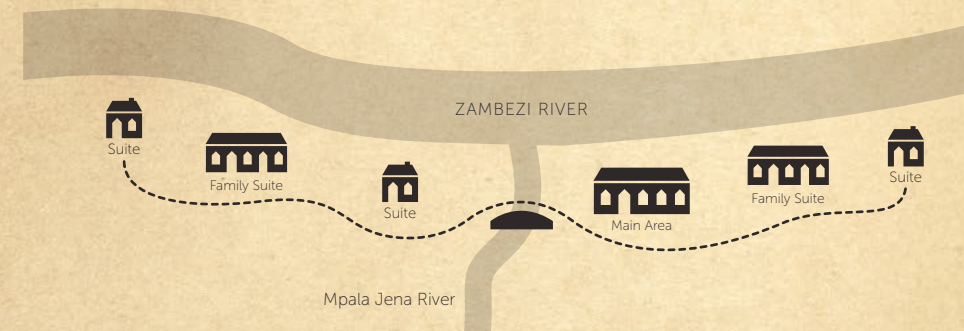 ZAMBEZI RIVER
Suite
Family Suite
Suite
Main Area
Family Suite
Suite
Mpala Jena River